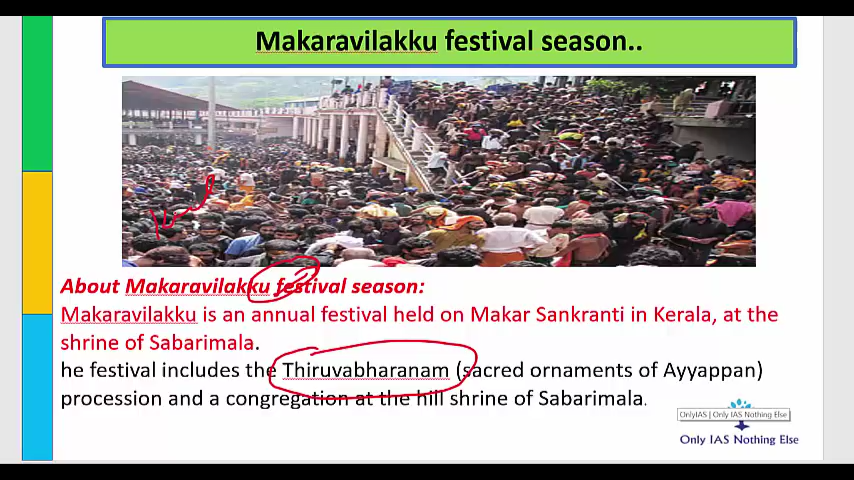 Makaravilakku festival season..
About Makaravilakku festival season:
Makaravilakku is an annual festival held on Makar Sankranti in Kerala, at the
shrine of Sabarimala.
he festival includes the Thiruvabharanam (sacred ornaments of Ayyappan)
procession and a congregation at the hill shrine of Sabarimala.
OnlyIAS | Only IAS Nothing Else
Only IAS Nothing Else